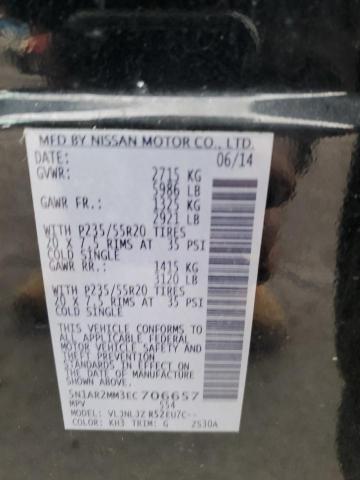 MFD BY NISSAN MOTOR CO., LTD.
DATE: 06/14
GVWR: 2715 KG
5986 LB
GAWR FR.: 1325 KG
2921 LB
WITH P235/55R20 TIRES
20 X 7.5 RIMS AT 35 PSI
COLD SINGLE
GAWR RR.: 1415 KG
3120 LB
WITH P235/55R20 TIRES
20 X 7.5 RIMS AT 35 PSI
COLD SINGLE
THIS VEHICLE CONFORMS TO
ALL APPLICABLE FEDERAL
MOTOR VEHICLE SAFETY AND
THEFT PREVENTION
STANDARDS IN EFFECT ON
THE DATE OF MANUFACTURE
SHOWN ABOVE.
5N1AR2MM3EC706657
MPV 554
MODEL: VLJNLJZ R52EU7C--
COLOR: KH3 TRIM: G 2530A